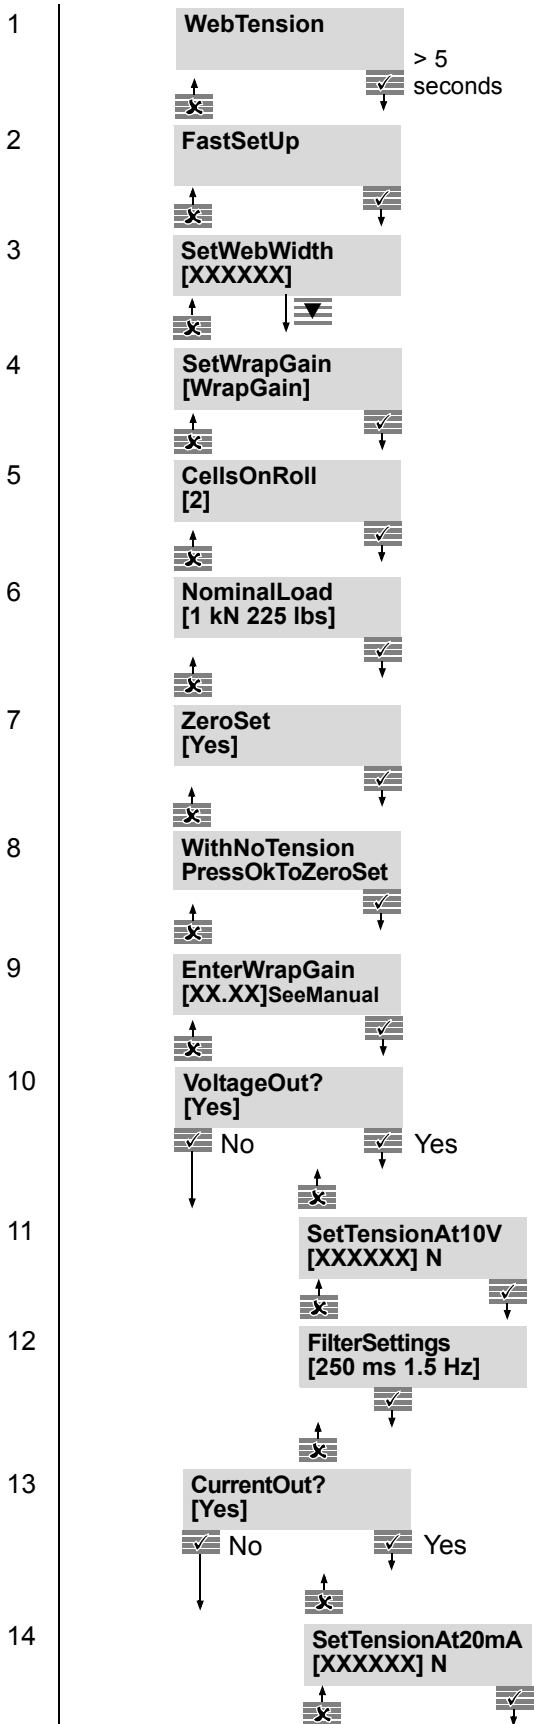 1
WebTension
> 5
seconds
2
FastSetUp
3
SetWebWidth
[XXXXXX]
4
SetWrapGain
[WrapGain]
5
CellsOnRoll
[2]
6
NominalLoad
[1 kN 225 lbs]
7
ZeroSet
[Yes]
8
WithNoTension
PressOkToZeroSet
9
EnterWrapGain
[XX.XX]SeeManual
10
VoltageOut?
[Yes]
No Yes
11
SetTensionAt10V
[XXXXXX] N
12
FilterSettings
[250 ms 1.5 Hz]
13
CurrentOut?
[Yes]
No Yes
14
SetTensionAt20mA
[XXXXXX] N